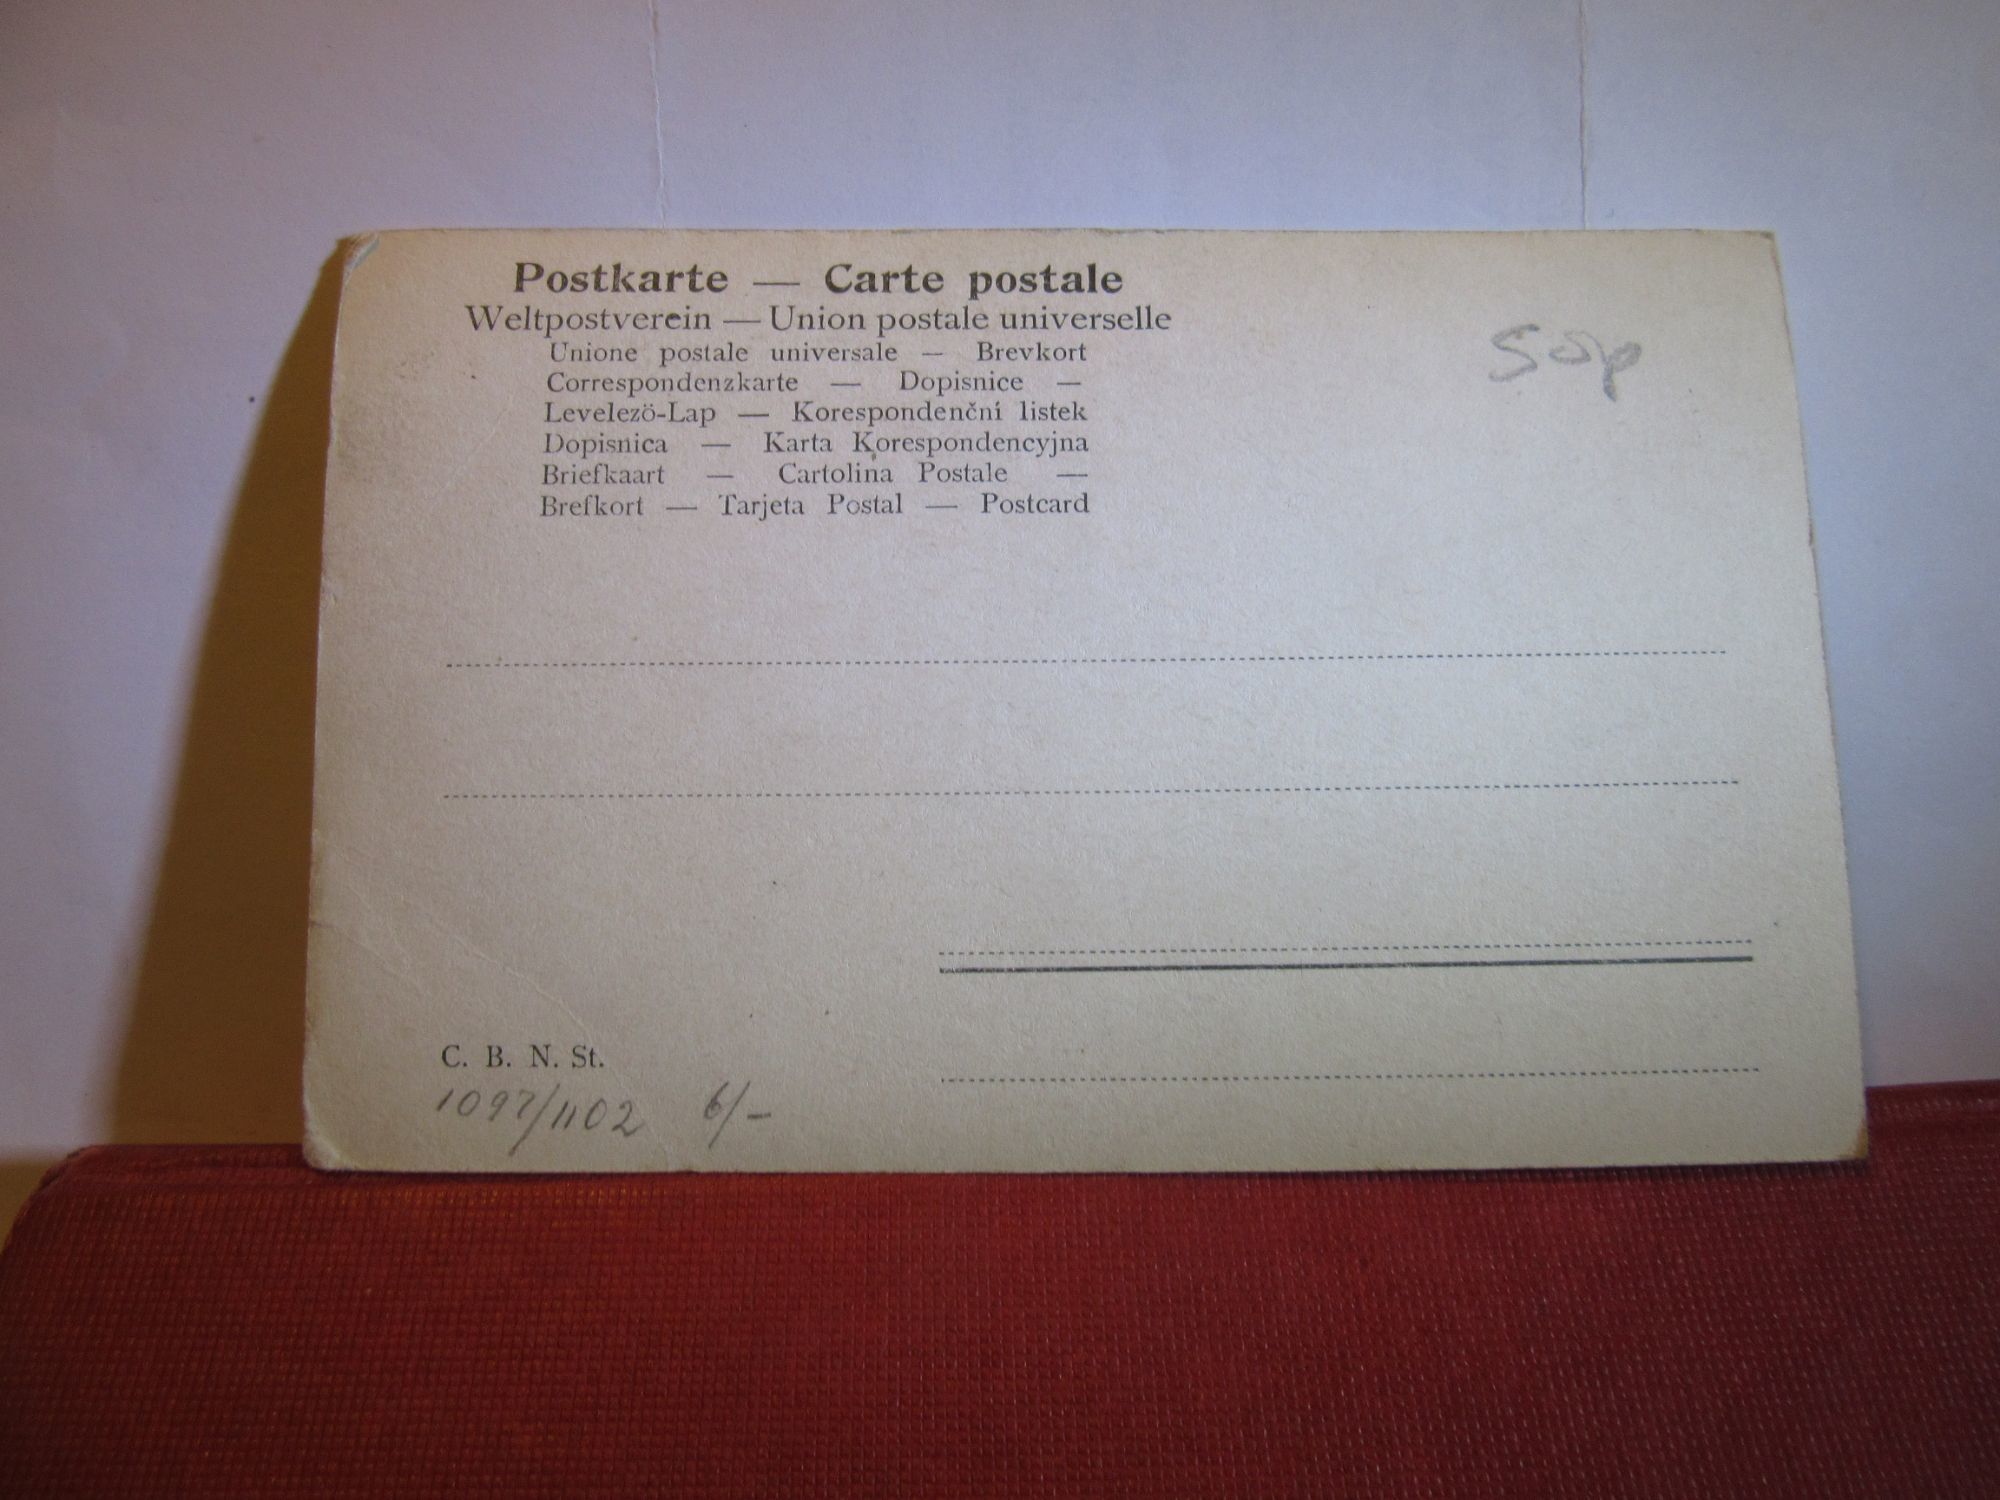 Postkarte — Carte postale
Weltpostverein — Union postale universelle
Unione postale universale — Brevkort
Correspondenzkarte — Dopisnice —
Levelezö-Lap — Korespondenční listek
Dopisnica — Karta Korespondencyjna
Briefkaart — Cartolina Postale —
Brefkort — Tarjeta Postal — Postcard
50p
C. B. N. St.
1097/1102 6/-